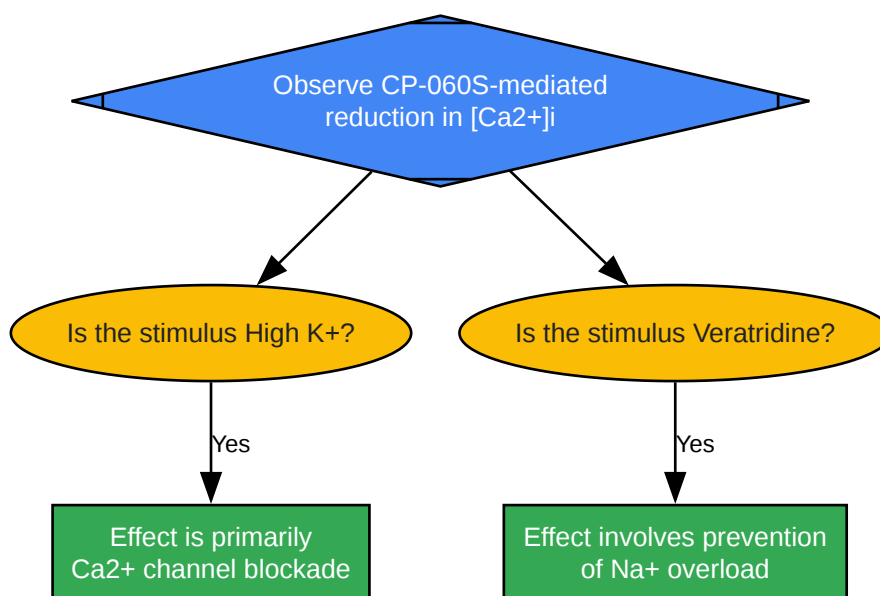 Observe CP-060S-mediated
reduction in [Ca2+]i
Is the stimulus High K+?
Is the stimulus Veratridine?
Yes
Yes
Effect is primarily
Ca2+ channel blockade
Effect involves prevention
of Na+ overload